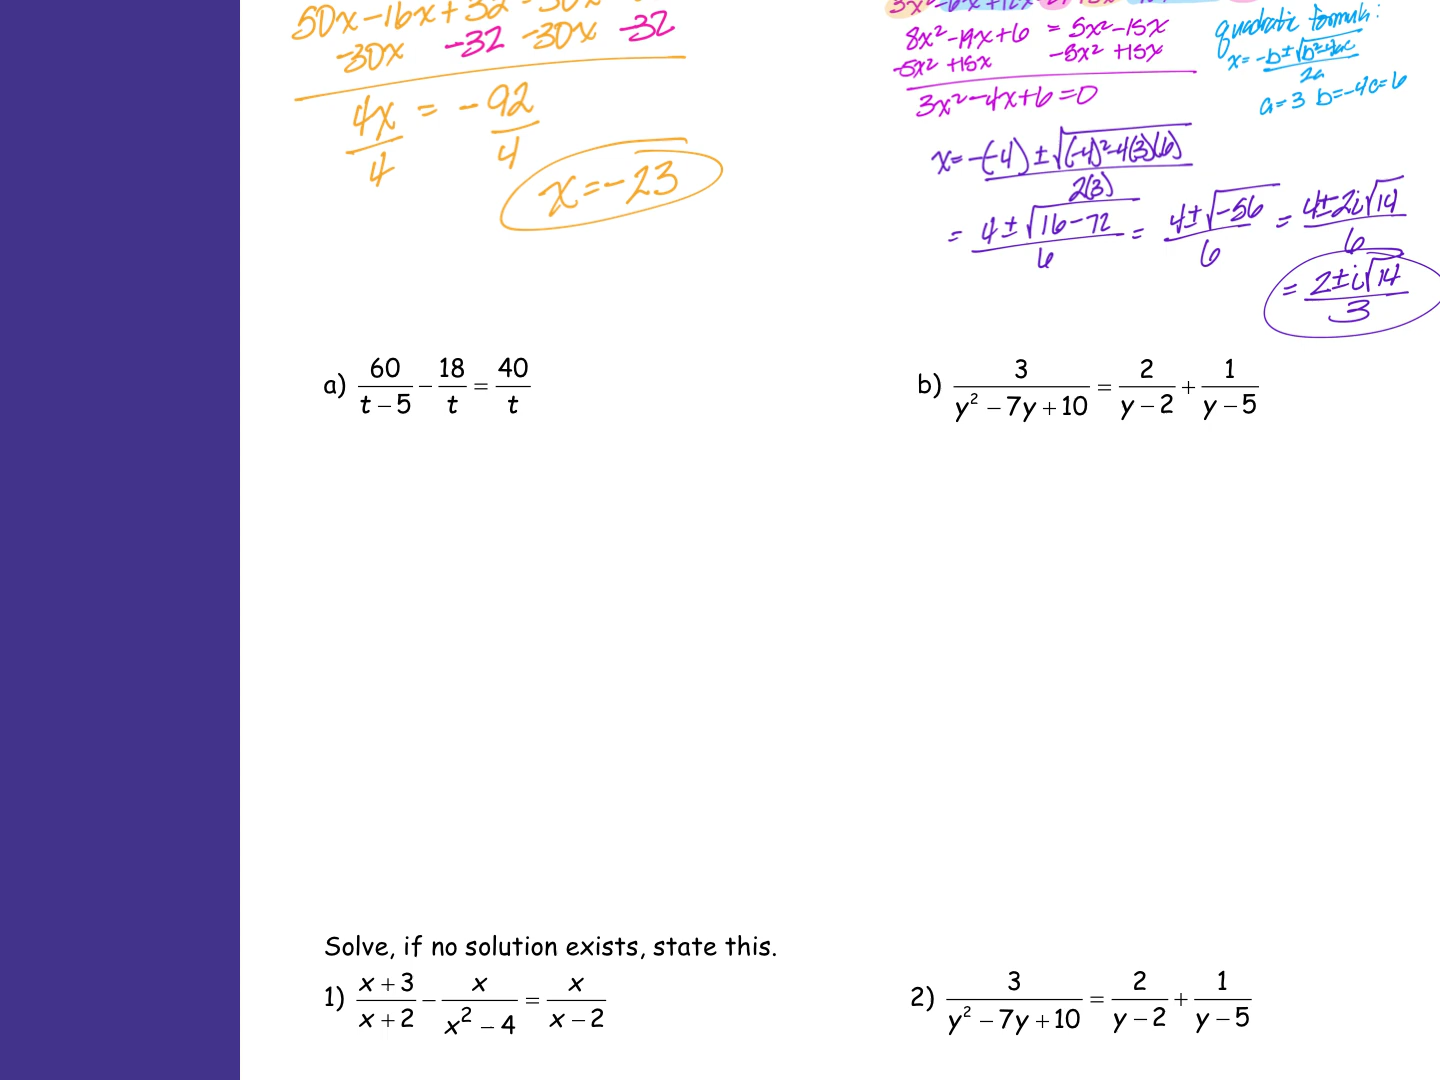 50x-16x+32
-30x -32 -30x -32
4x/4 = -92/4
x=-23
8x²-19x+6 = 5x²-15x
-5x² +15x -5x² +15x
3x²-4x+6=0
quadratic formula:
x= -b±√b²-4ac / 2a
a=3 b=-4 c=6
x= -(-4)±√(-4)²-4(3)(6) / 2(3)
= 4±√16-72 / 6 = 4±√-56 / 6 = 4±2i√14 / 6
= 2±i√14 / 3
a) 60/(t-5) - 18/t = 40/t
b) 3/(y²-7y+10) = 2/(y-2) + 1/(y-5)
Solve, if no solution exists, state this.
1) (x+3)/(x+2) - x/(x²-4) = x/(x-2)
2) 3/(y²-7y+10) = 2/(y-2) + 1/(y-5)